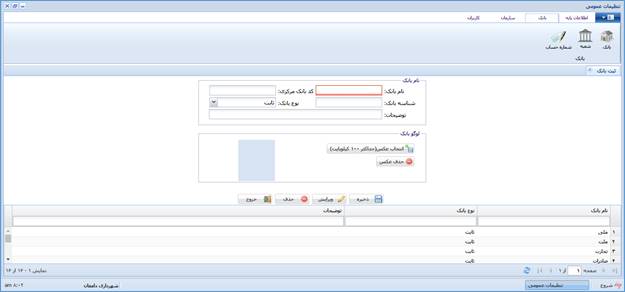 تنظیمات عمومی
اطلاعات پایه بانک سازمان کاربران
بانک شعبه شماره حساب
بانک
ثبت بانک
نام بانک
نام بانک: کد بانک مرکزی:
شناسه بانک: نوع بانک: ثابت
توضیحات:
لوگو بانک
انتخاب عکس(حداکثر ۱۰۰ کیلوبایت)
حذف عکس
ذخیره ویرایش حذف خروج
نام بانک نوع بانک توضیحات
۱ ملی ثابت
۲ ملت ثابت
۳ تجارت ثابت
۴ صادرات ثابت
صفحه ۱ از ۱ نمایش ۱ - ۱۶ از ۱۶
شروع تنظیمات عمومی شهرداری دامغان ۸:۰۲ am